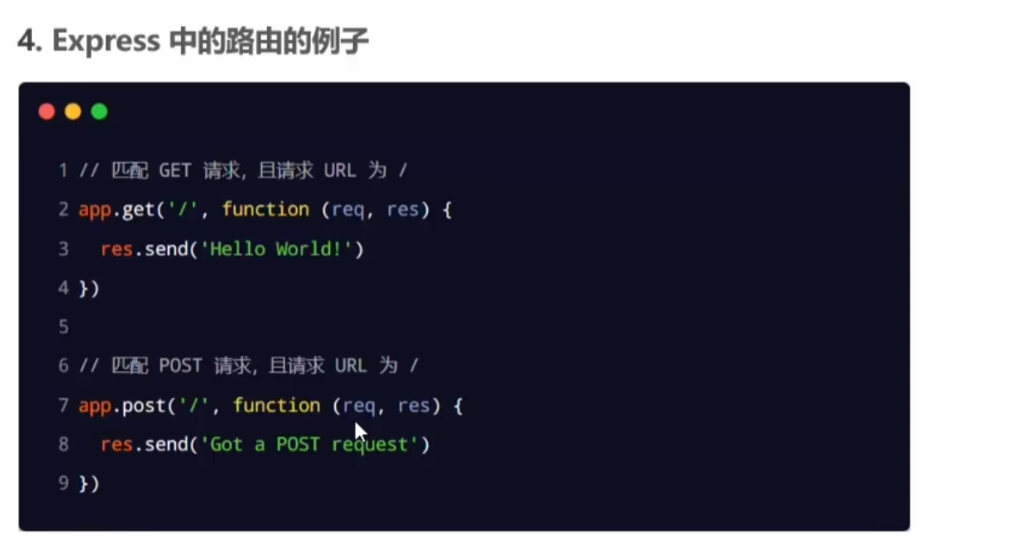 4. Express 中的路由的例子
1 // 匹配 GET 请求，且请求 URL 为 /
2 app.get('/', function (req, res) {
3   res.send('Hello World!')
4 })
5
6 // 匹配 POST 请求，且请求 URL 为 /
7 app.post('/', function (req, res) {
8   res.send('Got a POST request')
9 })